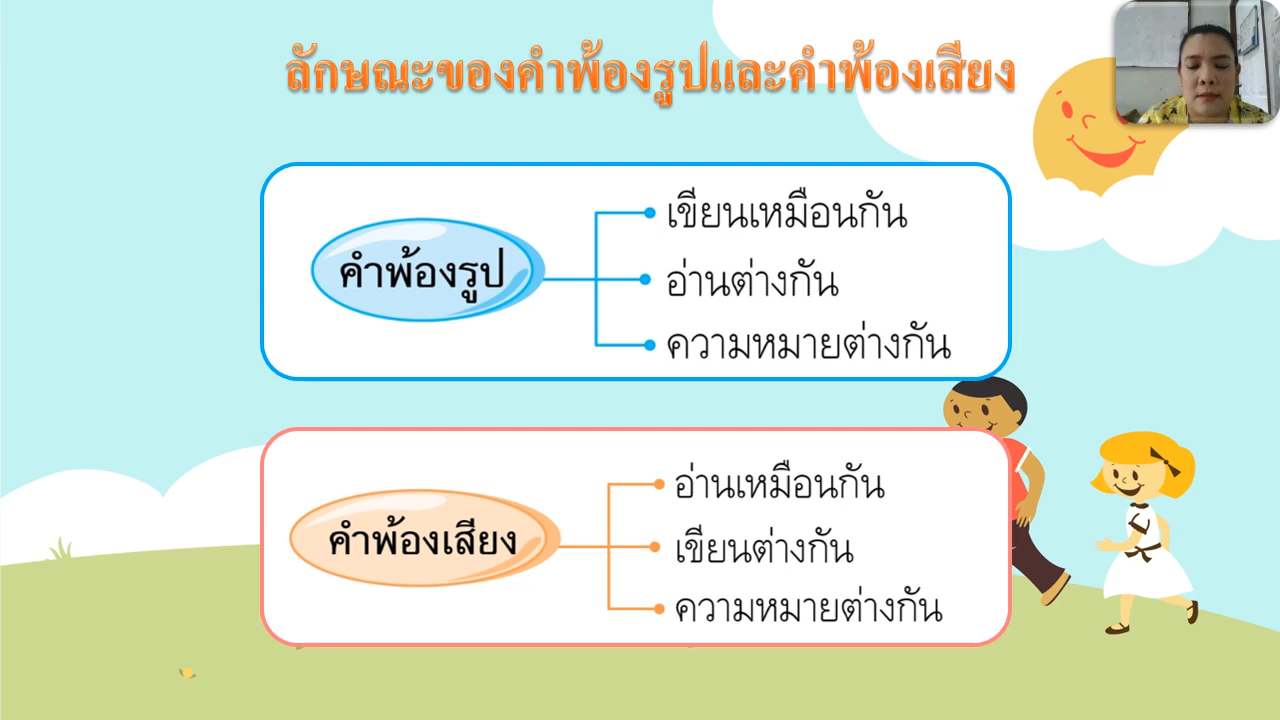 ลักษณะของคำพ้องรูปและคำพ้องเสียง
คำพ้องรูป
เขียนเหมือนกัน
อ่านต่างกัน
ความหมายต่างกัน
คำพ้องเสียง
อ่านเหมือนกัน
เขียนต่างกัน
ความหมายต่างกัน